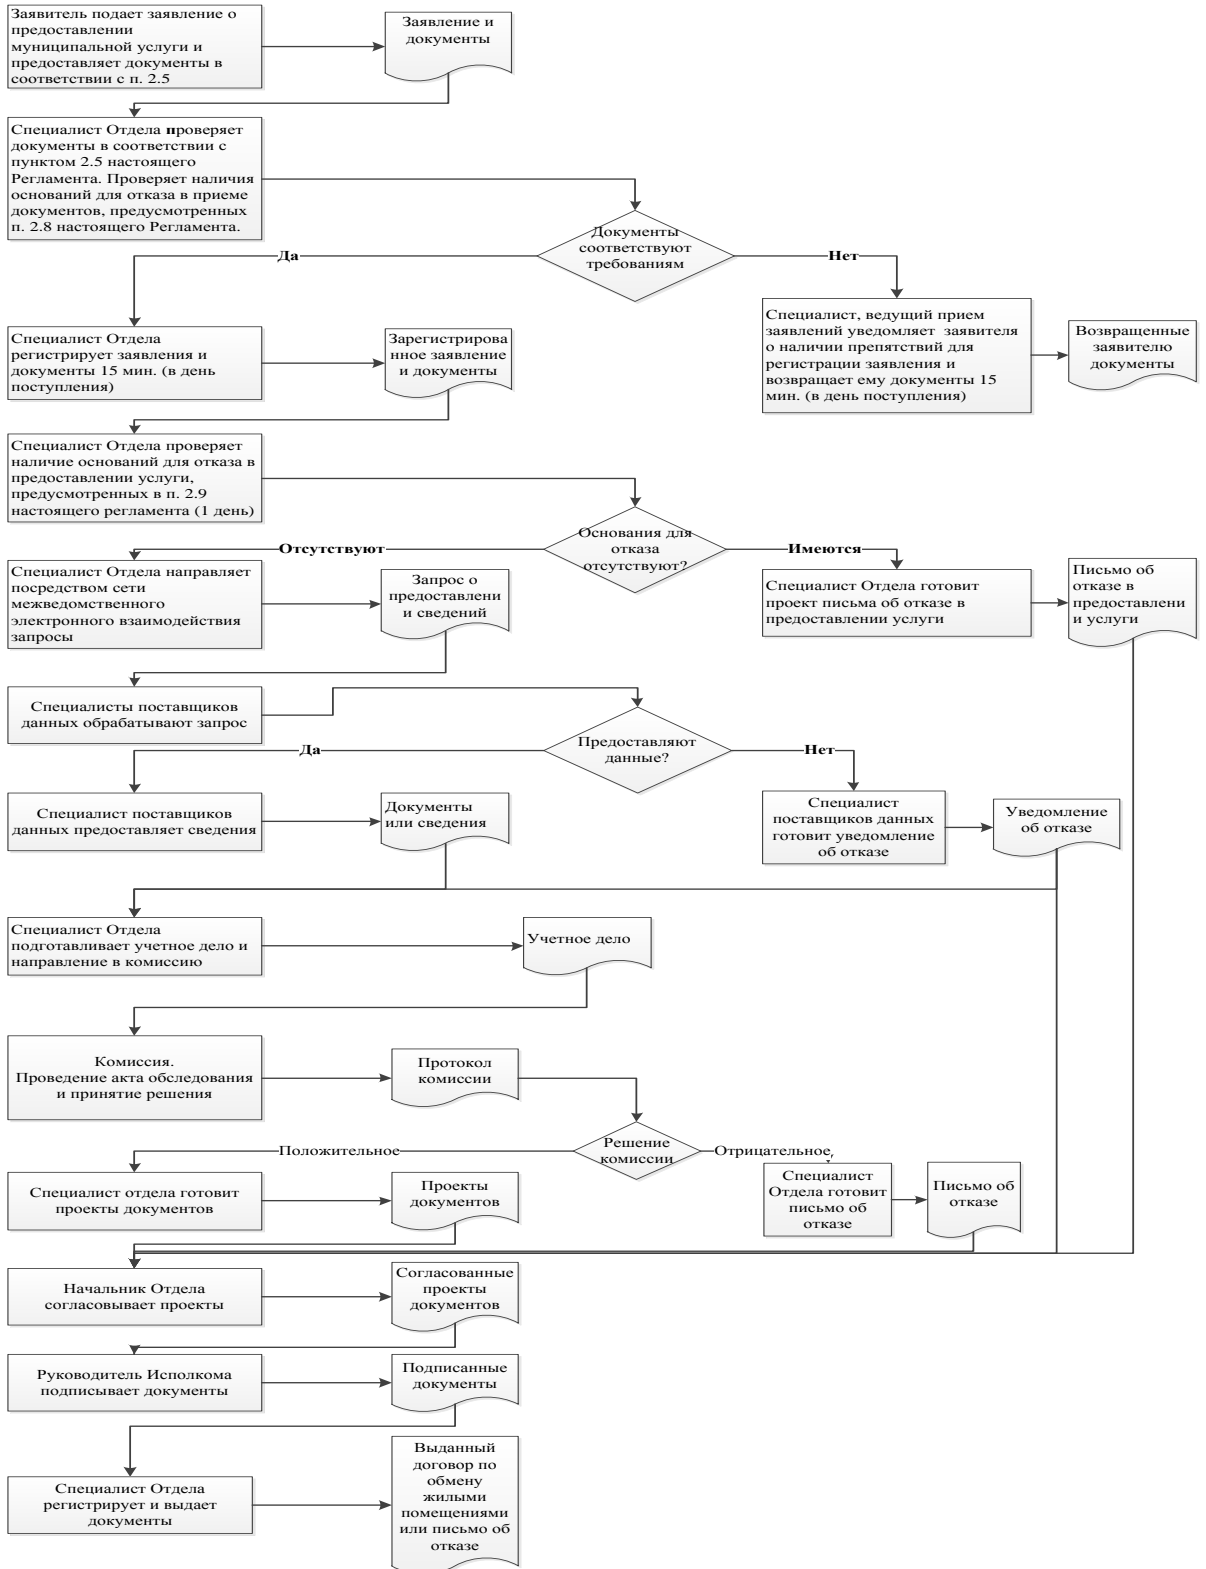 Заявитель подает заявление о
предоставлении
муниципальной услуги и
предоставляет документы в
соответствии с п. 2.5
Заявление и
документы
Специалист Отдела проверяет
документы в соответствии с
пунктом 2.5 настоящего
Регламента. Проверяет наличия
оснований для отказа в приеме
документов, предусмотренных
п. 2.8 настоящего Регламента.
Документы
соответствуют
требованиям
Да
Нет
Специалист Отдела
регистрирует заявления и
документы 15 мин. (в день
поступления)
Зарегистрирова
нное заявление
и документы
Специалист, ведущий прием
заявлений уведомляет заявителя
о наличии препятствий для
регистрации заявления и
возвращает ему документы 15
мин. (в день поступления)
Возвращенные
заявителю
документы
Специалист Отдела проверяет
наличие оснований для отказа в
предоставлении услуги,
предусмотренных в п. 2.9
настоящего регламента (1 день)
Основания для
отказа
отсутствуют?
Отсутствуют
Имеются
Специалист Отдела направляет
посредством сети
межведомственного
электронного взаимодействия
запросы
Запрос о
предоставлени
и сведений
Специалист Отдела готовит
проект письма об отказе в
предоставлении услуги
Письмо об
отказе в
предоставлени
и услуги
Специалисты поставщиков
данных обрабатывают запрос
Предоставляют
данные?
Да
Нет
Специалист поставщиков
данных предоставляет сведения
Документы
или сведения
Специалист
поставщиков данных
готовит уведомление
об отказе
Уведомление
об отказе
Специалист Отдела
подготавливает учетное дело и
направление в комиссию
Учетное дело
Комиссия.
Проведение акта обследования
и принятие решения
Протокол
комиссии
Решение
комиссии
Положительное
Отрицательное,
Специалист отдела готовит
проекты документов
Проекты
документов
Специалист
Отдела готовит
письмо об
отказе
Письмо об
отказе
Начальник Отдела
согласовывает проекты
Согласованные
проекты
документов
Руководитель Исполкома
подписывает документы
Подписанные
документы
Специалист Отдела
регистрирует и выдает
документы
Выданный
договор по
обмену
жилыми
помещениями
или письмо об
отказе